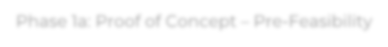 Phase 1a: Proof of Concept – Pre-Feasibility